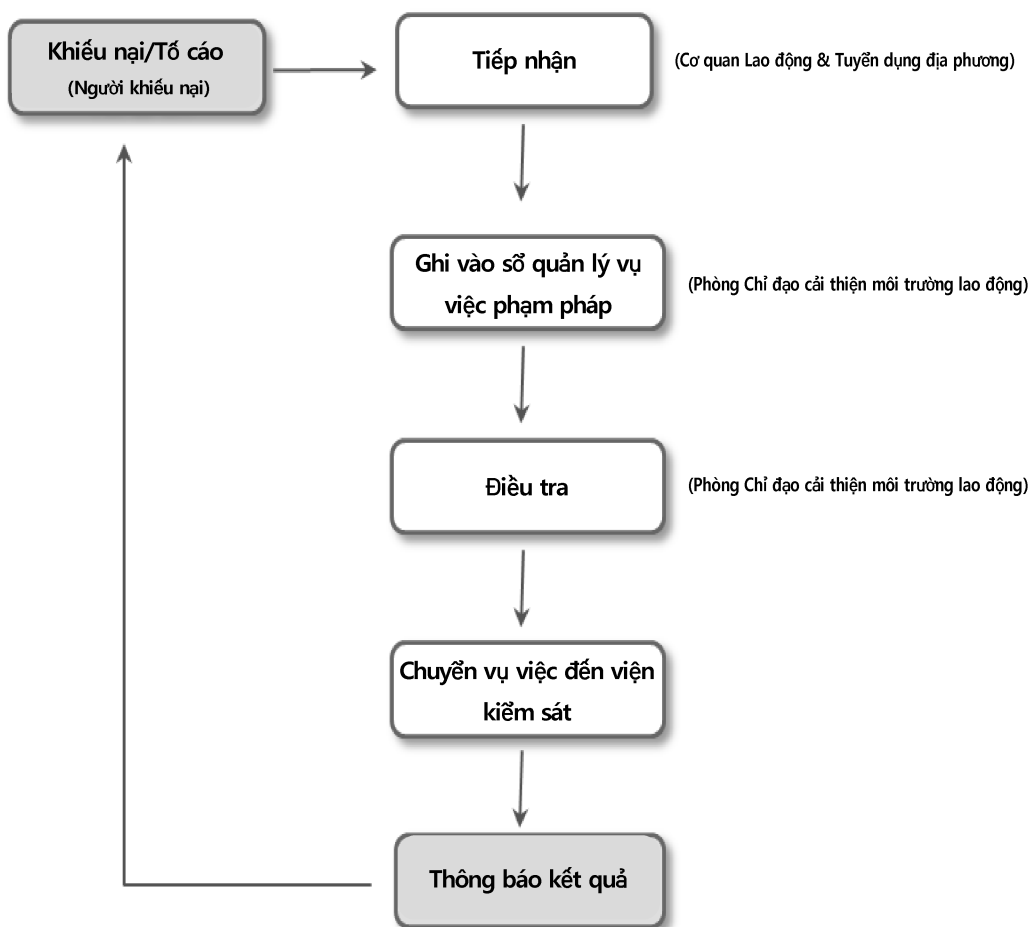 Khiếu nại/Tố cáo
(Người khiếu nại)
Tiếp nhận
(Cơ quan Lao động & Tuyển dụng địa phương)
Ghi vào sổ quản lý vụ
việc phạm pháp
(Phòng Chỉ đạo cải thiện môi trường lao động)
Điều tra
(Phòng Chỉ đạo cải thiện môi trường lao động)
Chuyển vụ việc đến viện
kiểm sát
Thông báo kết quả